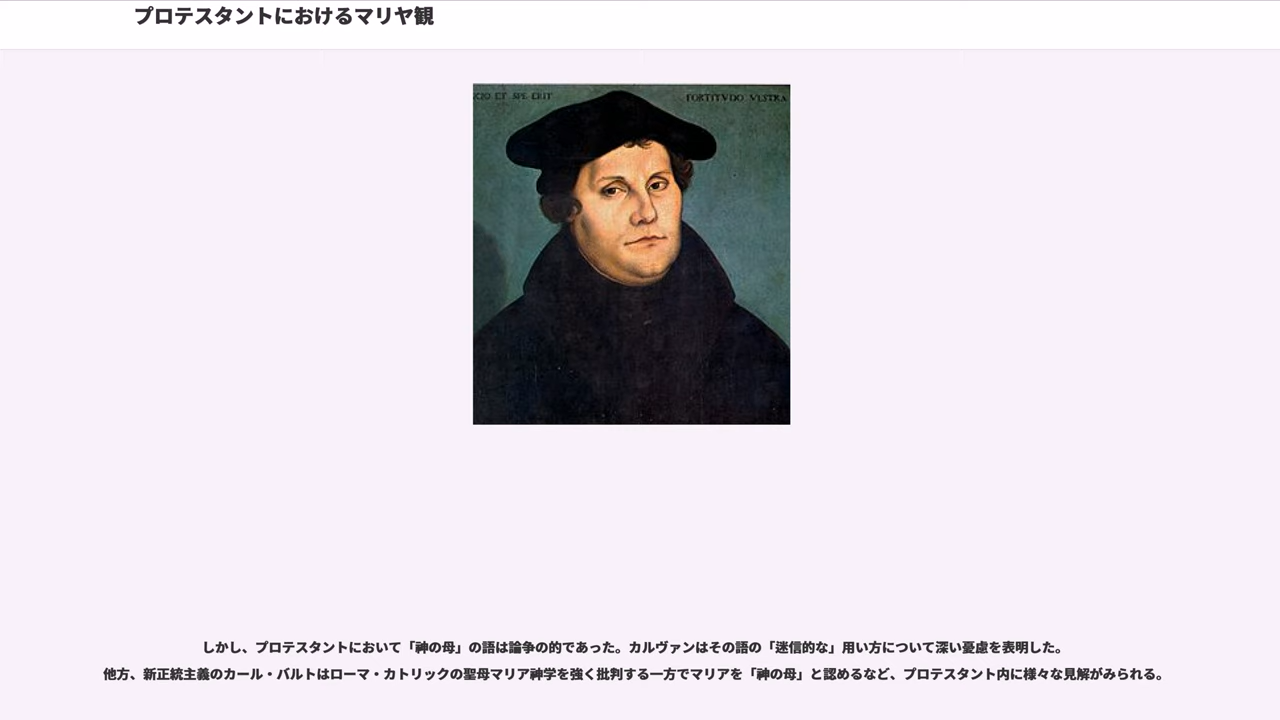 プロテスタントにおけるマリヤ観
ET SPE ERIT
FORTITVDO VESTRA
しかし、プロテスタントにおいて「神の母」の語は論争の的であった。カルヴァンはその語の「迷信的な」用い方について深い憂慮を表明した。
他方、新正統主義のカール・バルトはローマ・カトリックの聖母マリア神学を強く批判する一方でマリアを「神の母」と認めるなど、プロテスタント内に様々な見解がみられる。